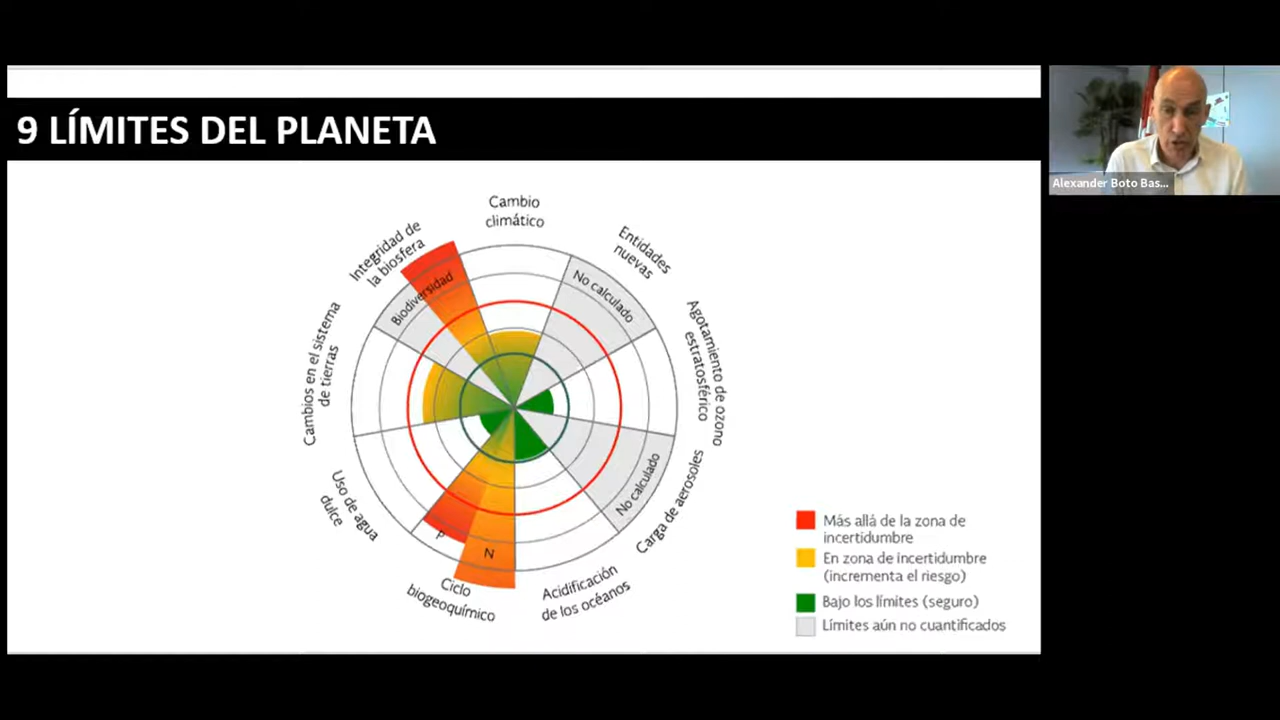 9 LÍMITES DEL PLANETA
Alexander Boto Bas...
Cambio
climático
Entidades
nuevas
No calculado
Agotamiento de ozono
estratosférico
No calculado
Carga de aerosoles
Acidificación
de los océanos
N
P
Ciclo
biogeoquímico
Uso de agua
dulce
Cambios en el sistema
de tierras
Integridad de
la biosfera
Biodiversidad
Más allá de la zona de
incertidumbre
En zona de incertidumbre
(incrementa el riesgo)
Bajo los límites (seguro)
Límites aún no cuantificados